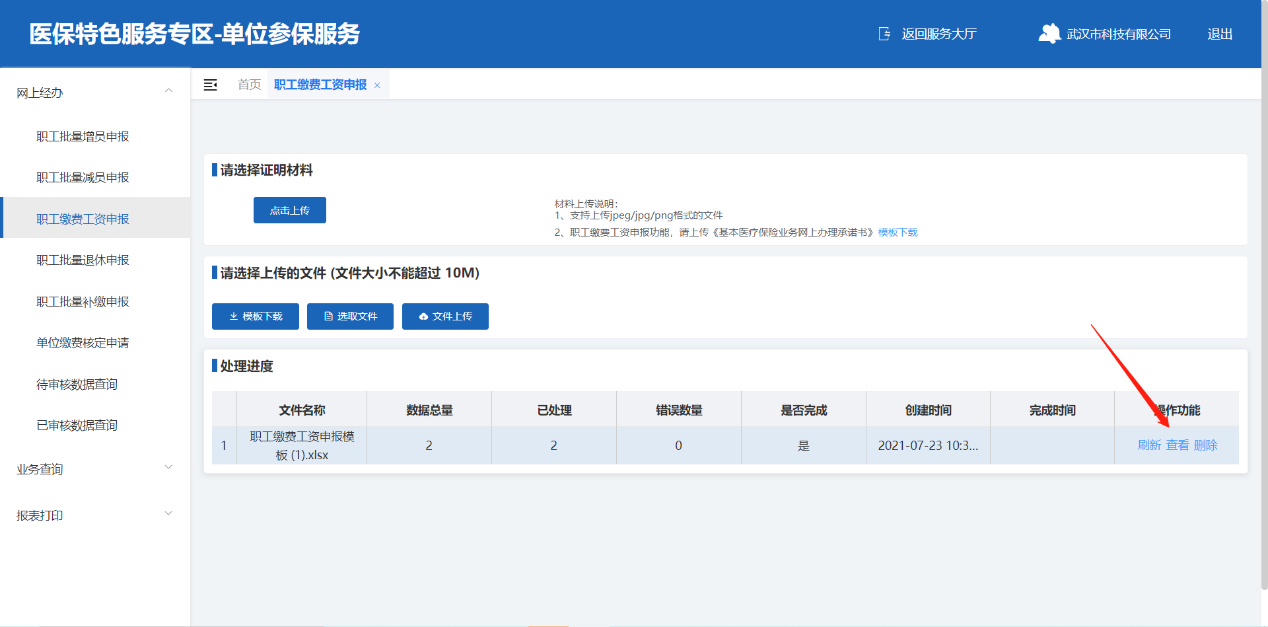 医保特色服务专区-单位参保服务
返回服务大厅
武汉市科技有限公司
退出
网上经办
职工批量增员申报
职工批量减员申报
职工缴费工资申报
职工批量退休申报
职工批量补缴申报
单位缴费核定申请
待审核数据查询
已审核数据查询
业务查询
报表打印
首页
职工缴费工资申报 ×
请选择证明材料
点击上传
材料上传说明:
1、支持上传jpeg/jpg/png格式的文件
2、职工缴费工资申报功能，请上传《基本医疗保险业务网上办理承诺书》 模板下载
请选择上传的文件 (文件大小不能超过 10M)
模板下载
选取文件
文件上传
处理进度
文件名称 数据总量 已处理 错误数量 是否完成 创建时间 完成时间 操作功能
1 职工缴费工资申报模
板 (1).xlsx
2 2 0 是 2021-07-23 10:3... 刷新 查看 删除